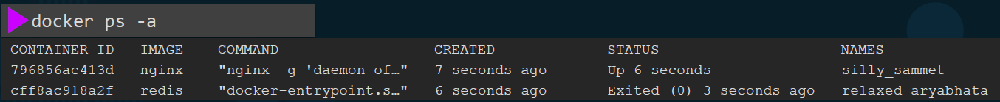 docker ps -a
CONTAINER ID IMAGE COMMAND CREATED STATUS NAMES
796856ac413d nginx "nginx -g 'daemon of…" 7 seconds ago Up 6 seconds silly_sammet
cff8ac918a2f redis "docker-entrypoint.s…" 6 seconds ago Exited (0) 3 seconds ago relaxed_aryabhata